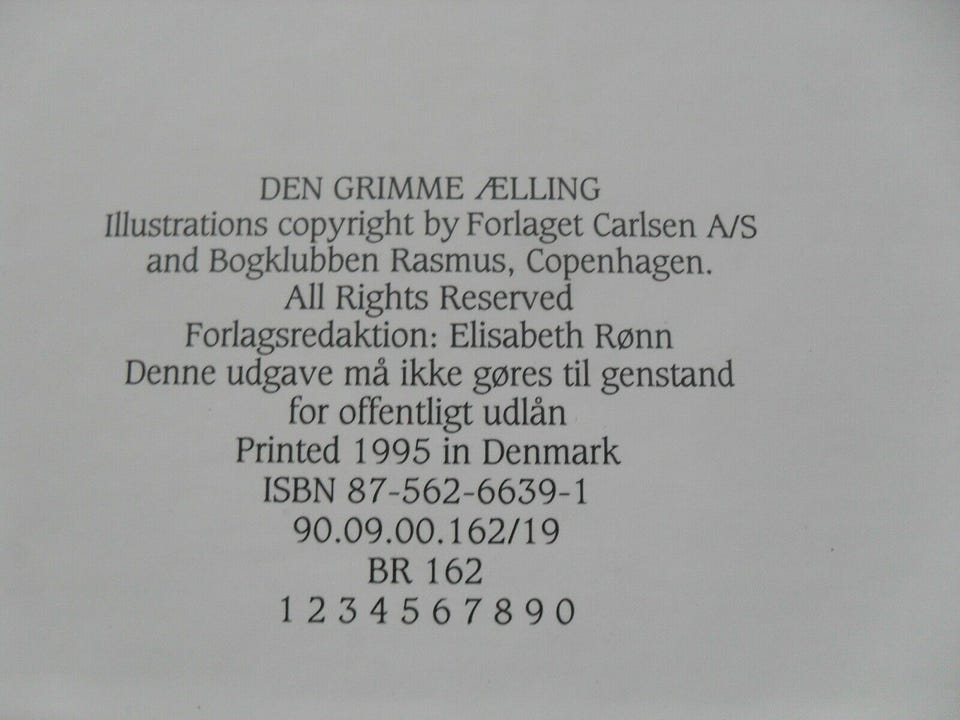 DEN GRIMME ÆLLING
Illustrations copyright by Forlaget Carlsen A/S
and Bogklubben Rasmus, Copenhagen.
All Rights Reserved
Forlagsredaktion: Elisabeth Rønn
Denne udgave må ikke gøres til genstand
for offentligt udlån
Printed 1995 in Denmark
ISBN 87-562-6639-1
90.09.00.162/19
BR 162
1 2 3 4 5 6 7 8 9 0